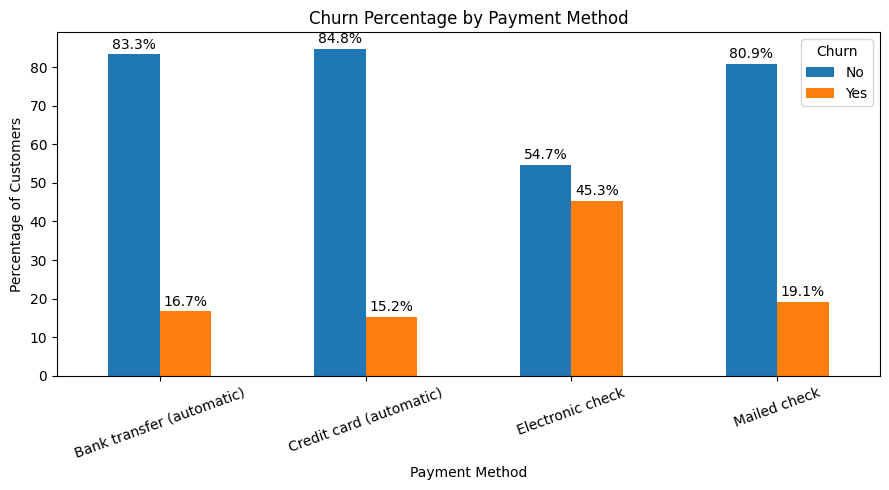 Churn Percentage by Payment Method
Percentage of Customers
80
70
60
50
40
30
20
10
0
83.3%
16.7%
84.8%
15.2%
54.7%
45.3%
80.9%
19.1%
Churn
No
Yes
Bank transfer (automatic)
Credit card (automatic)
Electronic check
Mailed check
Payment Method